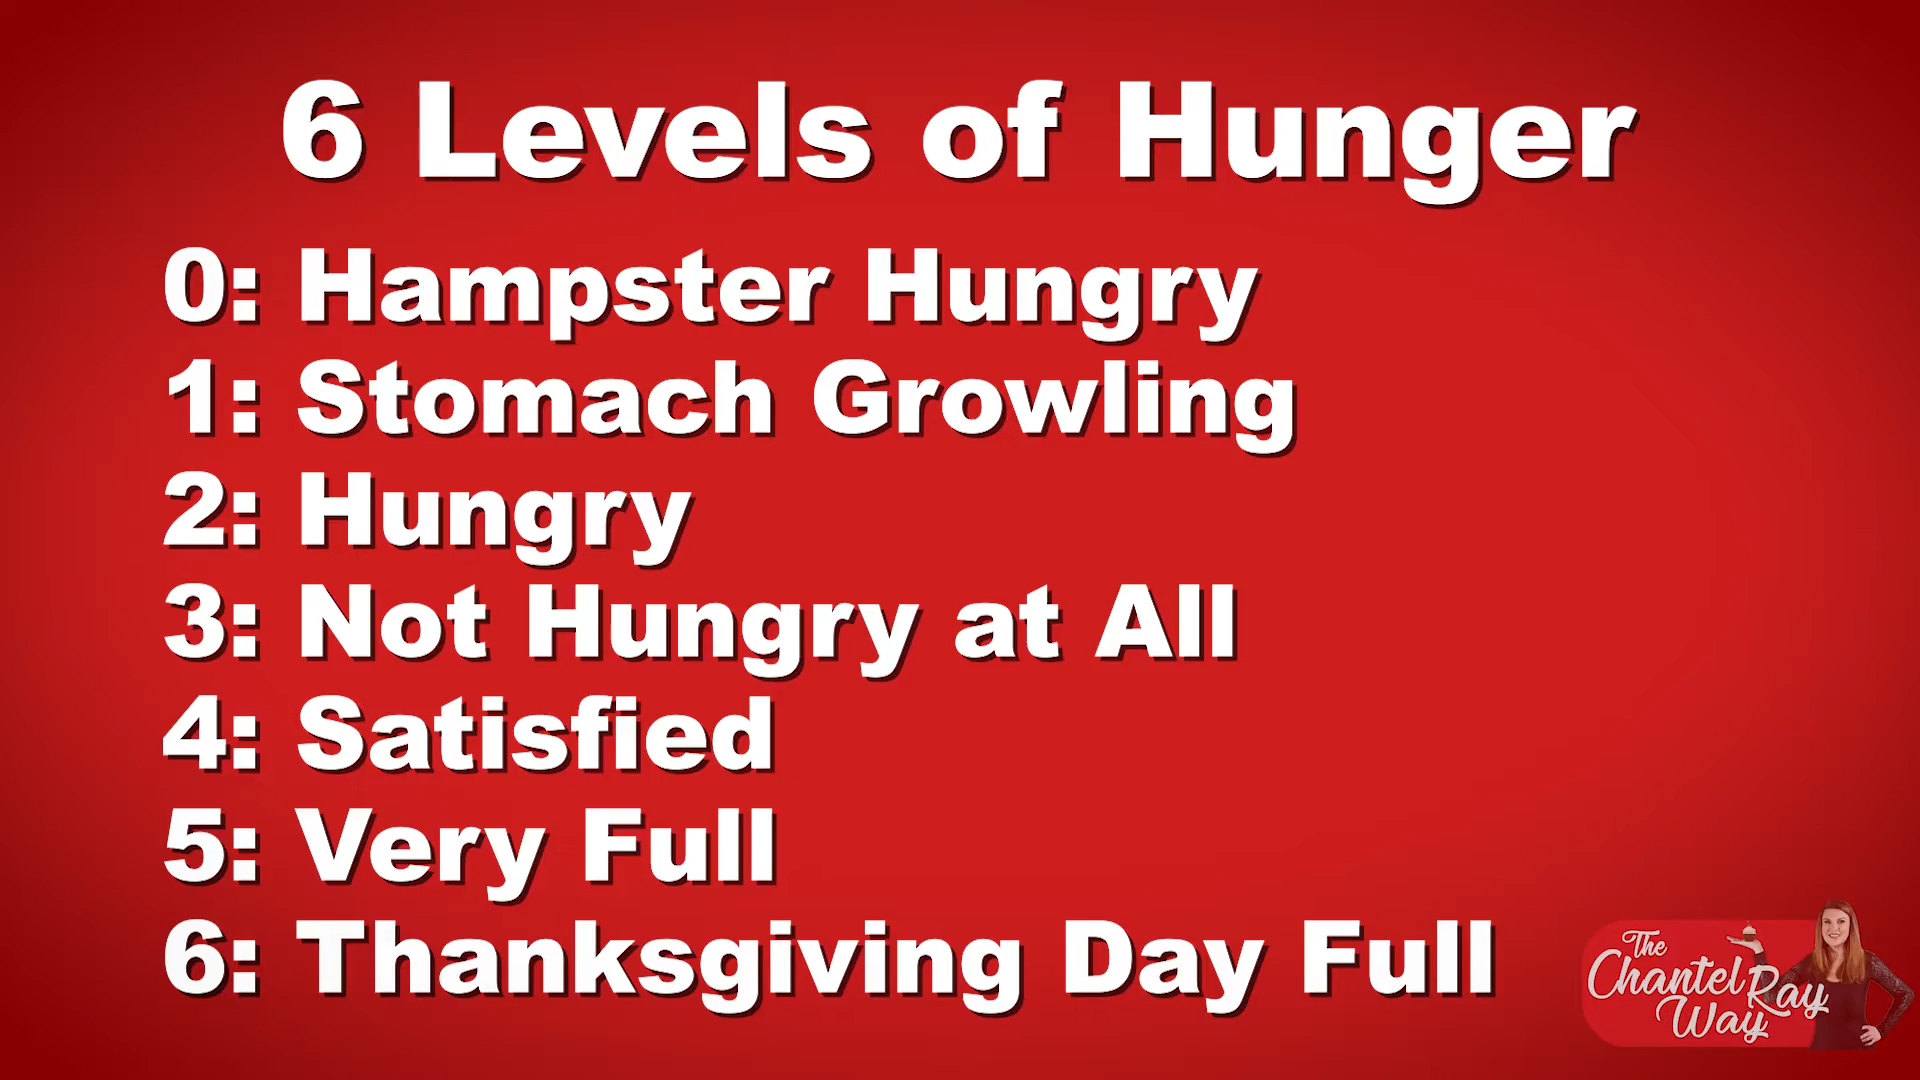 6 Levels of Hunger
0: Hampster Hungry
1: Stomach Growling
2: Hungry
3: Not Hungry at All
4: Satisfied
5: Very Full
6: Thanksgiving Day Full
The
Chantel
Ray
Way